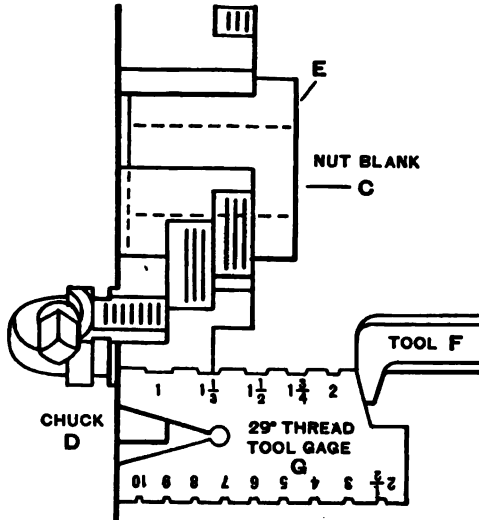 E
NUT BLANK
C
TOOL F
1 1 1/3 1 1/2 1 3/4 2
CHUCK
D
29° THREAD
TOOL GAGE
G
10 9 8 7 6 5 4 3 2 1/2 2